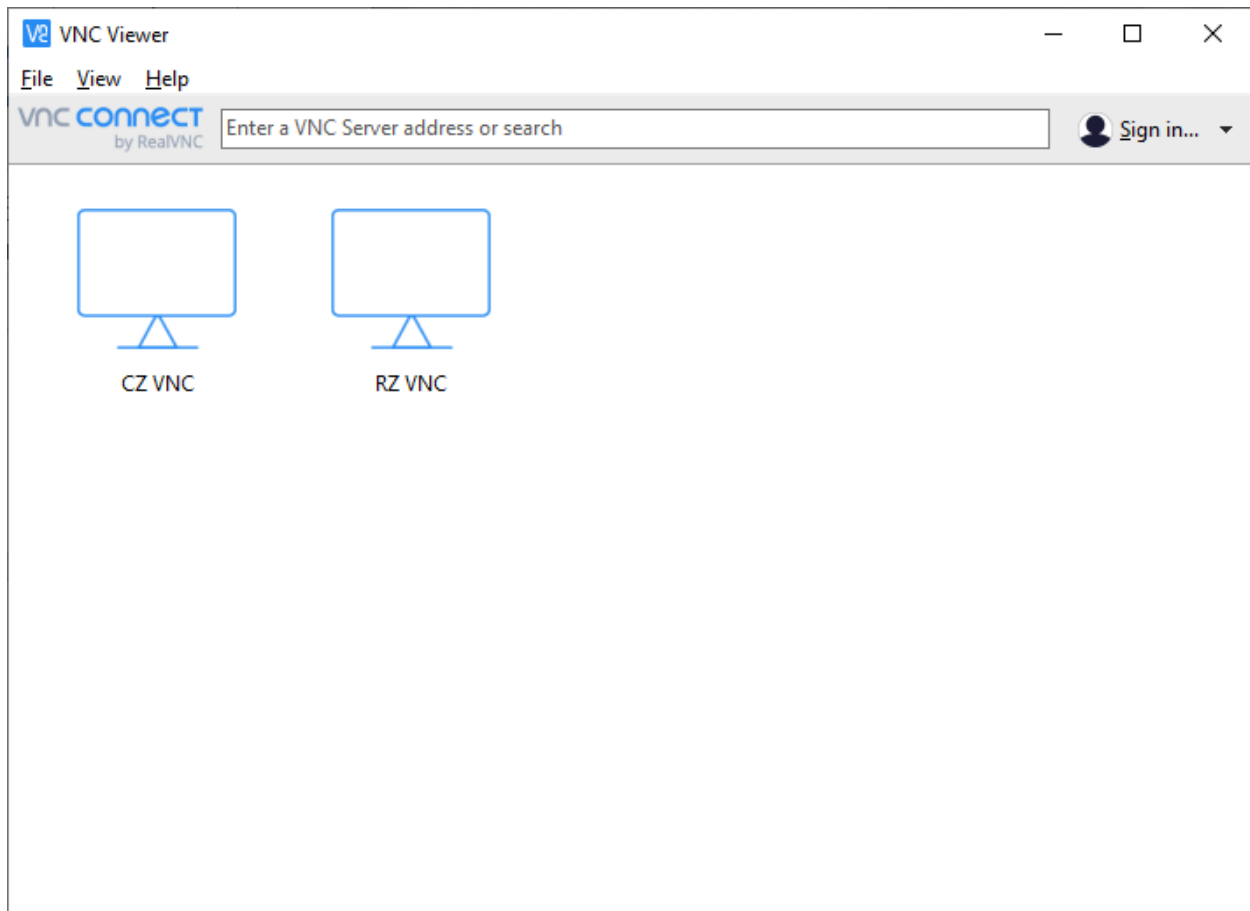 VNC Viewer
File View Help
vnc connect
by RealVNC
Enter a VNC Server address or search
Sign in...
CZ VNC
RZ VNC